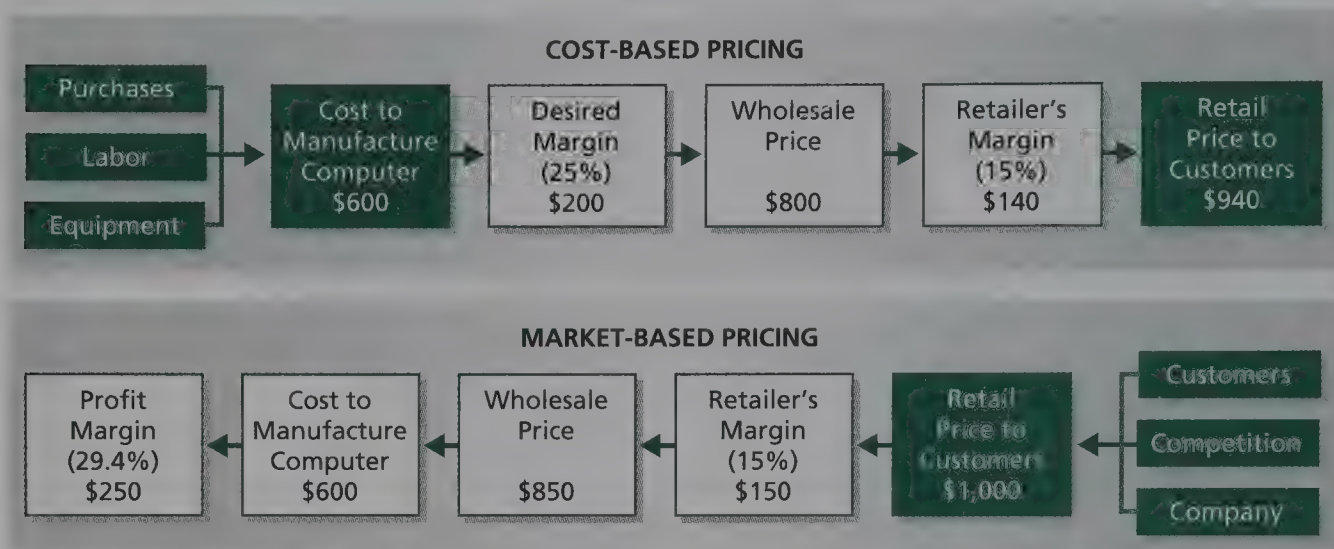 COST-BASED PRICING
Purchases
Labor
Equipment
Cost to
Manufacture
Computer
$600
Desired
Margin
(25%)
$200
Wholesale
Price
$800
Retailer's
Margin
(15%)
$140
Retail
Price to
Customers
$940
MARKET-BASED PRICING
Profit
Margin
(29.4%)
$250
Cost to
Manufacture
Computer
$600
Wholesale
Price
$850
Retailer's
Margin
(15%)
$150
Retail
Price to
Customers
$1,000
Customers
Competition
Company